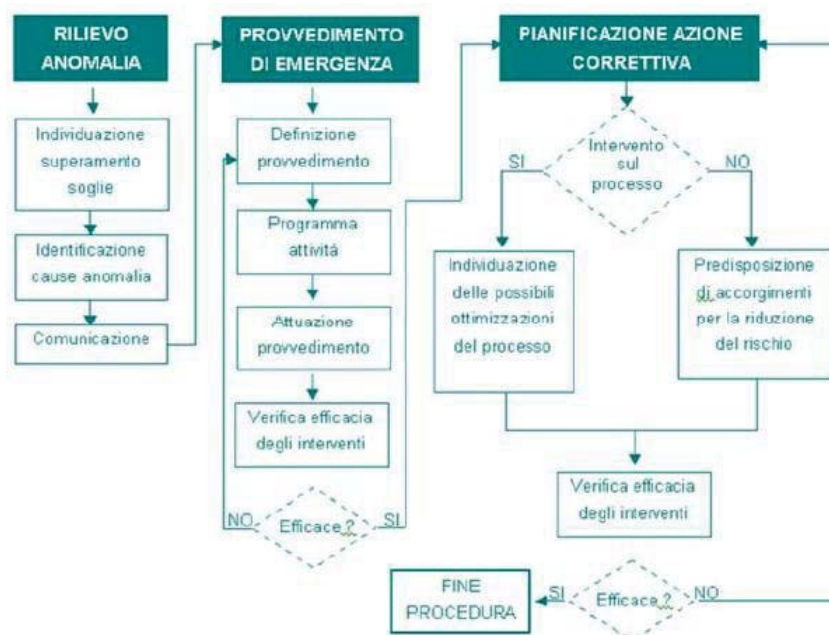 RILIEVO
ANOMALIA
Individuazione
superamento
soglie
Identificazione
cause anomalia
Comunicazione
PROVVEDIMENTO
DI EMERGENZA
Definizione
provvedimento
Programma
attività
Attuazione
provvedimento
Verifica efficacia
degli interventi
NO
Efficace?
SI
PIANIFICAZIONE AZIONE
CORRETTIVA
SI
Intervento
sul
processo
NO
Individuazione
delle possibili
ottimizzazioni
del processo
Predisposizione
di accorgimenti
per la riduzione
del rischio
Verifica efficacia
degli interventi
FINE
PROCEDURA
SI
Efficace?
NO